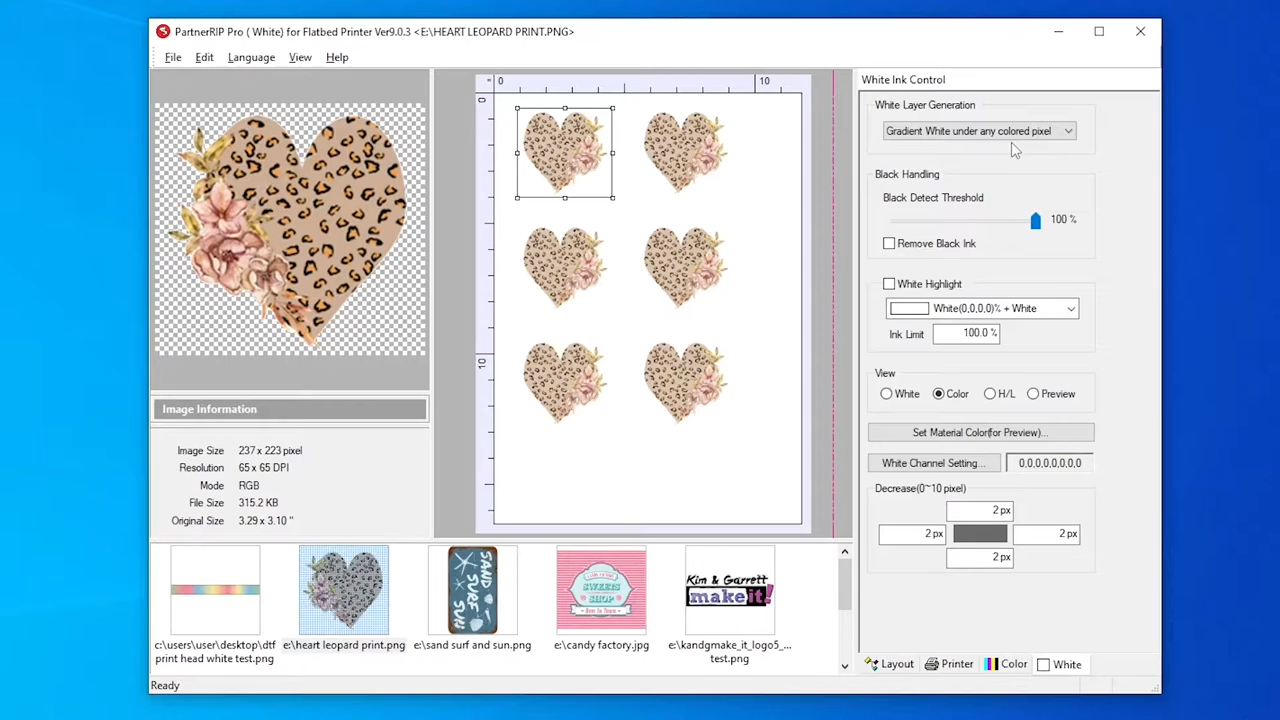 PartnerRIP Pro ( White) for Flatbed Printer Ver9.0.3 <E:\HEART LEOPARD PRINT.PNG>
File Edit Language View Help
0 10
0
10
Image Information
Image Size 237 x 223 pixel
Resolution 65 x 65 DPI
Mode RGB
File Size 315.2 KB
Original Size 3.29 x 3.10 "
White Ink Control
White Layer Generation
Gradient White under any colored pixel
Black Handling
Black Detect Threshold
100 %
Remove Black Ink
White Highlight
White(0,0,0,0)% + White
Ink Limit 100.0 %
View
White Color H/L Preview
Set Material Color(for Preview)...
White Channel Setting... 0,0,0,0,0,0,0,0
Decrease(0~10 pixel)
2 px
2 px 2 px
2 px
SAND
SURF
SUN
SWEETS
SHOP
Kim & Garrett
make it!
c:\users\user\desktop\dtf print head white test.png
e:\heart leopard print.png
e:\sand surf and sun.png
e:\candy factory.jpg
e:\kandgmake_it_logo5_... test.png
Layout Printer Color White
Ready